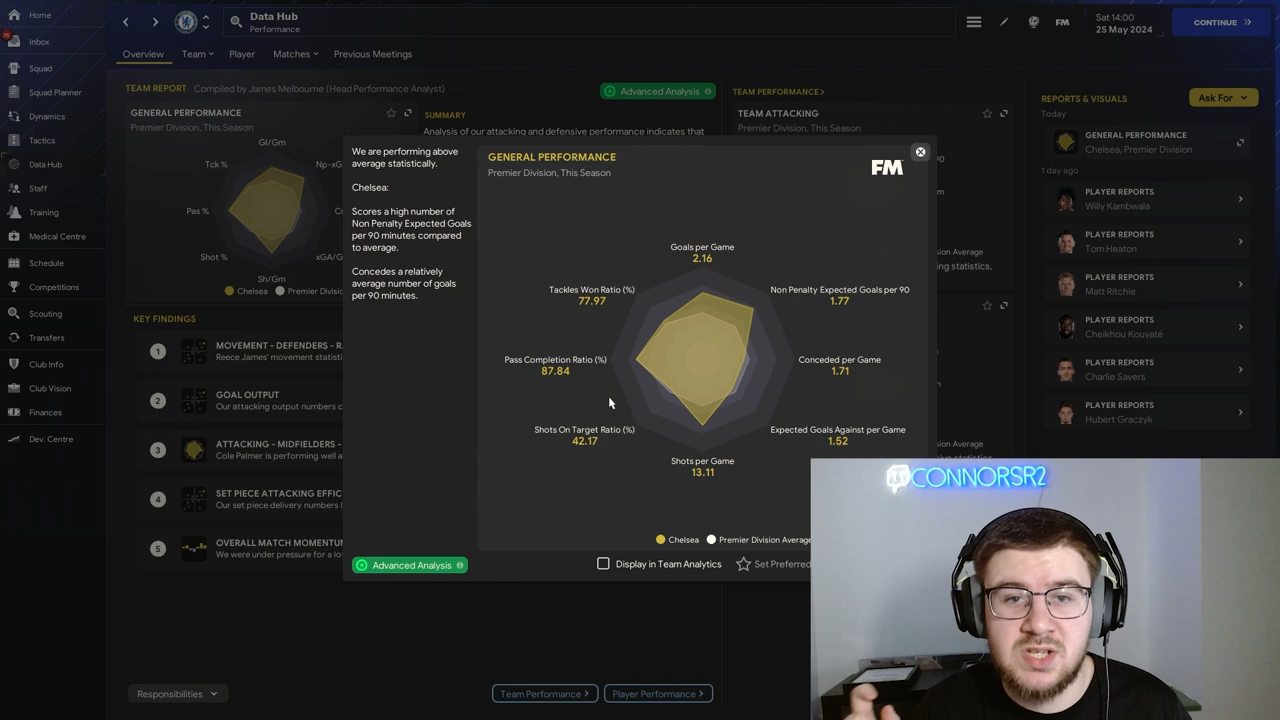 Home
Inbox
Squad
Squad Planner
Dynamics
Tactics
Data Hub
Staff
Training
Medical Centre
Schedule
Competitions
Scouting
Transfers
Club Info
Club Vision
Finances
Dev. Centre
Data Hub
Performance
FM
Sat 14:00
25 May 2024
CONTINUE
Overview
Team
Player
Matches
Previous Meetings
TEAM REPORT Compiled by James Melbourne (Head Performance Analyst)
Advanced Analysis
GENERAL PERFORMANCE
Premier Division, This Season
Gl/Gm
Tck %
Np-xG
Pas %
Shot %
xGA/G
Sh/Gm
Chelsea
SUMMARY
Analysis of our attacking and defensive performance indicates that
KEY FINDINGS
1 MOVEMENT - DEFENDERS - R.
Reece James' movement statisti
2 GOAL OUTPUT
Our attacking output numbers c
3 ATTACKING - MIDFIELDERS -
Cole Palmer is performing well a
4 SET PIECE ATTACKING EFFIC
Our set piece delivery numbers
5 OVERALL MATCH MOMENTU
We were under pressure for a lo
Responsibilities
Team Performance
Player Performance
TEAM PERFORMANCE
TEAM ATTACKING
Premier Division, This Season
REPORTS & VISUALS
Ask For
Today
GENERAL PERFORMANCE
Chelsea, Premier Division
1 day ago
PLAYER REPORTS
Willy Kambwala
PLAYER REPORTS
Tom Heaton
PLAYER REPORTS
Matt Ritchie
PLAYER REPORTS
Cheikhou Kouyaté
PLAYER REPORTS
Charlie Sayers
PLAYER REPORTS
Hubert Graczyk
We are performing above
average statistically.
Chelsea:
Scores a high number of
Non Penalty Expected Goals
per 90 minutes compared
to average.
Concedes a relatively
average number of goals
per 90 minutes.
Advanced Analysis
GENERAL PERFORMANCE
Premier Division, This Season
FM
Goals per Game
2.16
Tackles Won Ratio (%)
77.97
Non Penalty Expected Goals per 90
1.77
Pass Completion Ratio (%)
87.84
Conceded per Game
1.71
Shots On Target Ratio (%)
42.17
Expected Goals Against per Game
1.52
Shots per Game
13.11
Chelsea
Premier Division Average
Display in Team Analytics
Set Preferred
CONNORSR2